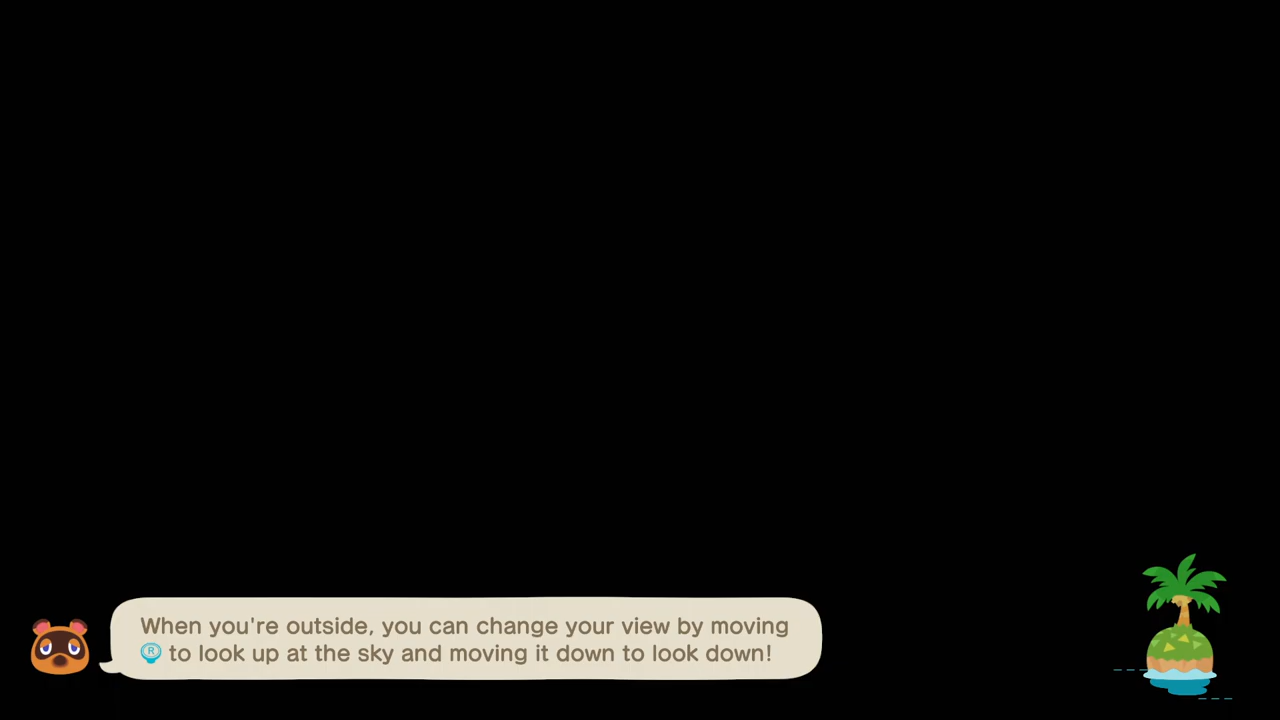 When you're outside, you can change your view by moving
Ⓡ to look up at the sky and moving it down to look down!